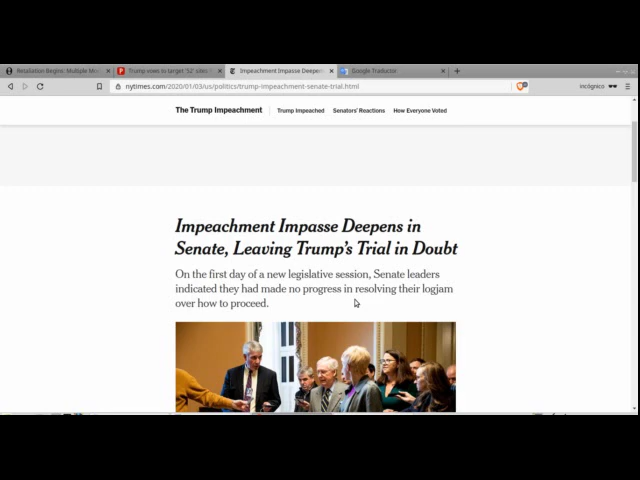 Retaliation Begins: Multiple
Trump vows to target '52' sites
Impeachment Impasse Deepens
Google Traductor
nytimes.com/2020/01/03/us/politics/trump-impeachment-senate-trial.html
Incógnito
The Trump Impeachment
Trump Impeached
Senators' Reactions
How Everyone Voted
Impeachment Impasse Deepens in
Senate, Leaving Trump's Trial in Doubt
On the first day of a new legislative session, Senate leaders
indicated they had made no progress in resolving their logjam
over how to proceed.